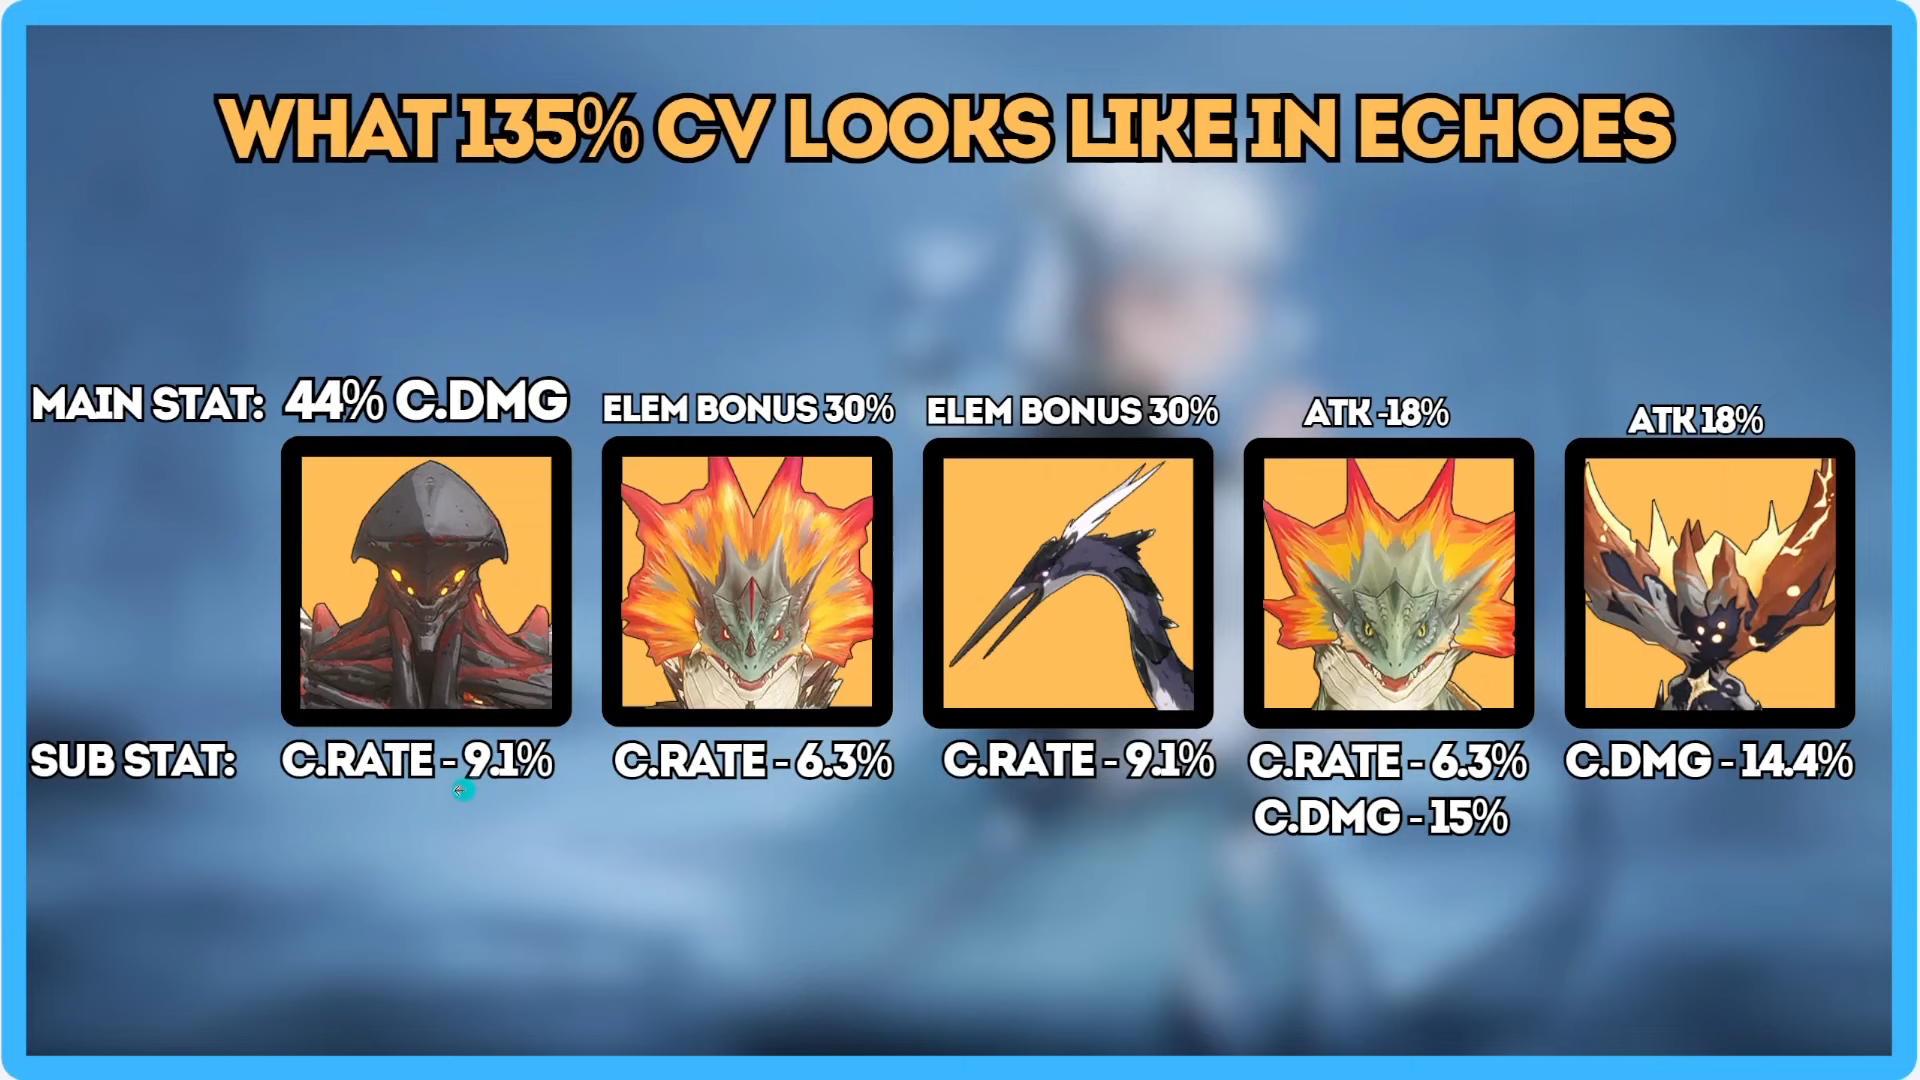 WHAT 135% CV LOOKS LIKE IN ECHOES
MAIN STAT: 44% C.DMG ELEM BONUS 30% ELEM BONUS 30% ATK -18% ATK 18%
SUB STAT: C.RATE - 9.1% C.RATE - 6.3% C.RATE - 9.1% C.RATE - 6.3% C.DMG - 14.4%
C.DMG - 15%